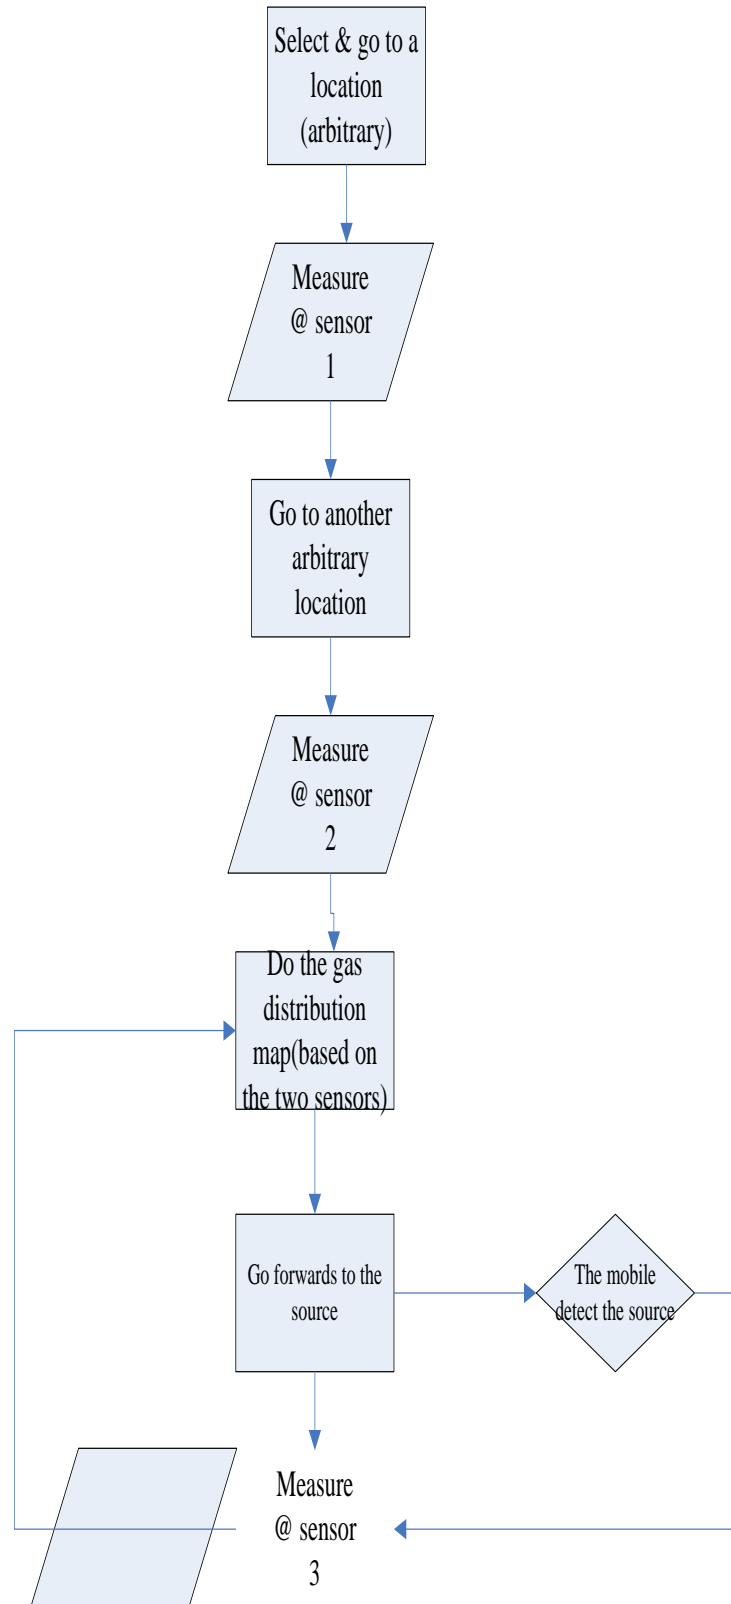 Select & go to a
location
(arbitrary)
Measure
@ sensor
1
Go to another
arbitrary
location
Measure
@ sensor
2
Do the gas
distribution
map(based on
the two sensors)
Go forwards to the
source
The mobile
detect the source
Measure
@ sensor
3